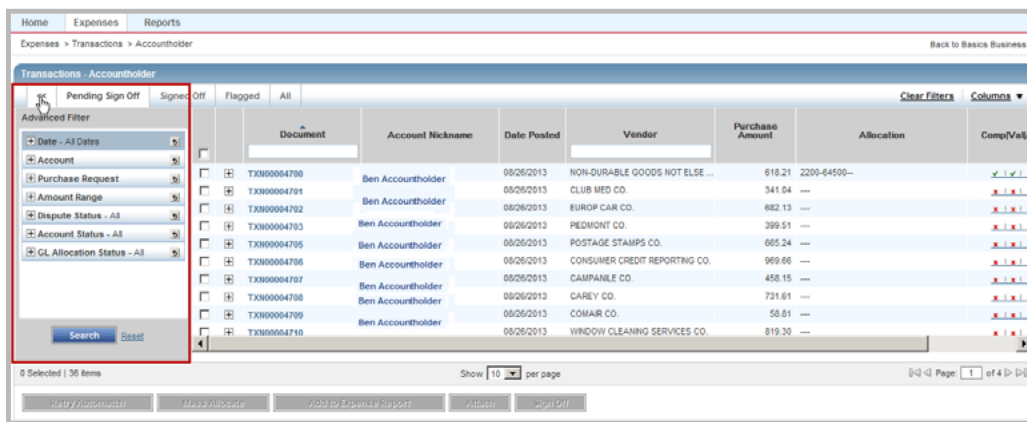 Home Expenses Reports
Expenses > Transactions > Accountholder Back to Basics Business
Transactions - Accountholder
<< Pending Sign Off Signed Off Flagged All Clear Filters Columns
Advanced Filter
Document Account Nickname Date Posted Vendor Purchase Amount Allocation Comp|Val|
Date - All Dates
Account
Purchase Request
Amount Range
Dispute Status - All
Account Status - All
GL Allocation Status - All
Search Reset
TXN00004700 Ben Accountholder 08/26/2013 NON-DURABLE GOODS NOT ELSE ... 618.21 2200-64500--
TXN00004701 Ben Accountholder 08/26/2013 CLUB MED CO. 341.04 ---
TXN00004702 08/26/2013 EUROP CAR CO. 682.13 ---
TXN00004703 Ben Accountholder 08/26/2013 PIEDMONT CO. 399.51 ---
TXN00004705 Ben Accountholder 08/26/2013 POSTAGE STAMPS CO. 665.24 ---
TXN00004706 Ben Accountholder 08/26/2013 CONSUMER CREDIT REPORTING CO. 969.66 ---
TXN00004707 Ben Accountholder 08/26/2013 CAMPANILE CO. 458.15 ---
TXN00004708 Ben Accountholder 08/26/2013 CAREY CO. 731.61 ---
TXN00004709 08/26/2013 COMAIR CO. 58.81 ---
TXN00004710 Ben Accountholder 08/26/2013 WINDOW CLEANING SERVICES CO. 819.30 ---
0 Selected | 36 items Show 10 per page Page: 1 of 4
Retry Automatch Mass Allocate Add to Expense Report Attach Sign Off